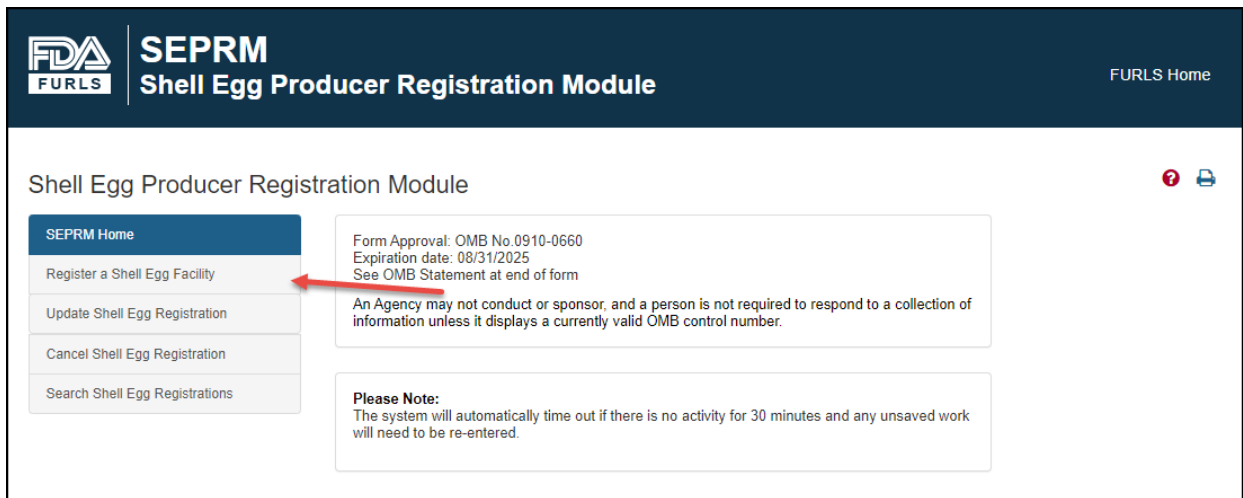 FDA
FURLS
SEPRM
Shell Egg Producer Registration Module
FURLS Home
Shell Egg Producer Registration Module
?
SEPRM Home
Register a Shell Egg Facility
Update Shell Egg Registration
Cancel Shell Egg Registration
Search Shell Egg Registrations
Form Approval: OMB No.0910-0660
Expiration date: 08/31/2025
See OMB Statement at end of form
An Agency may not conduct or sponsor, and a person is not required to respond to a collection of
information unless it displays a currently valid OMB control number.
Please Note:
The system will automatically time out if there is no activity for 30 minutes and any unsaved work
will need to be re-entered.